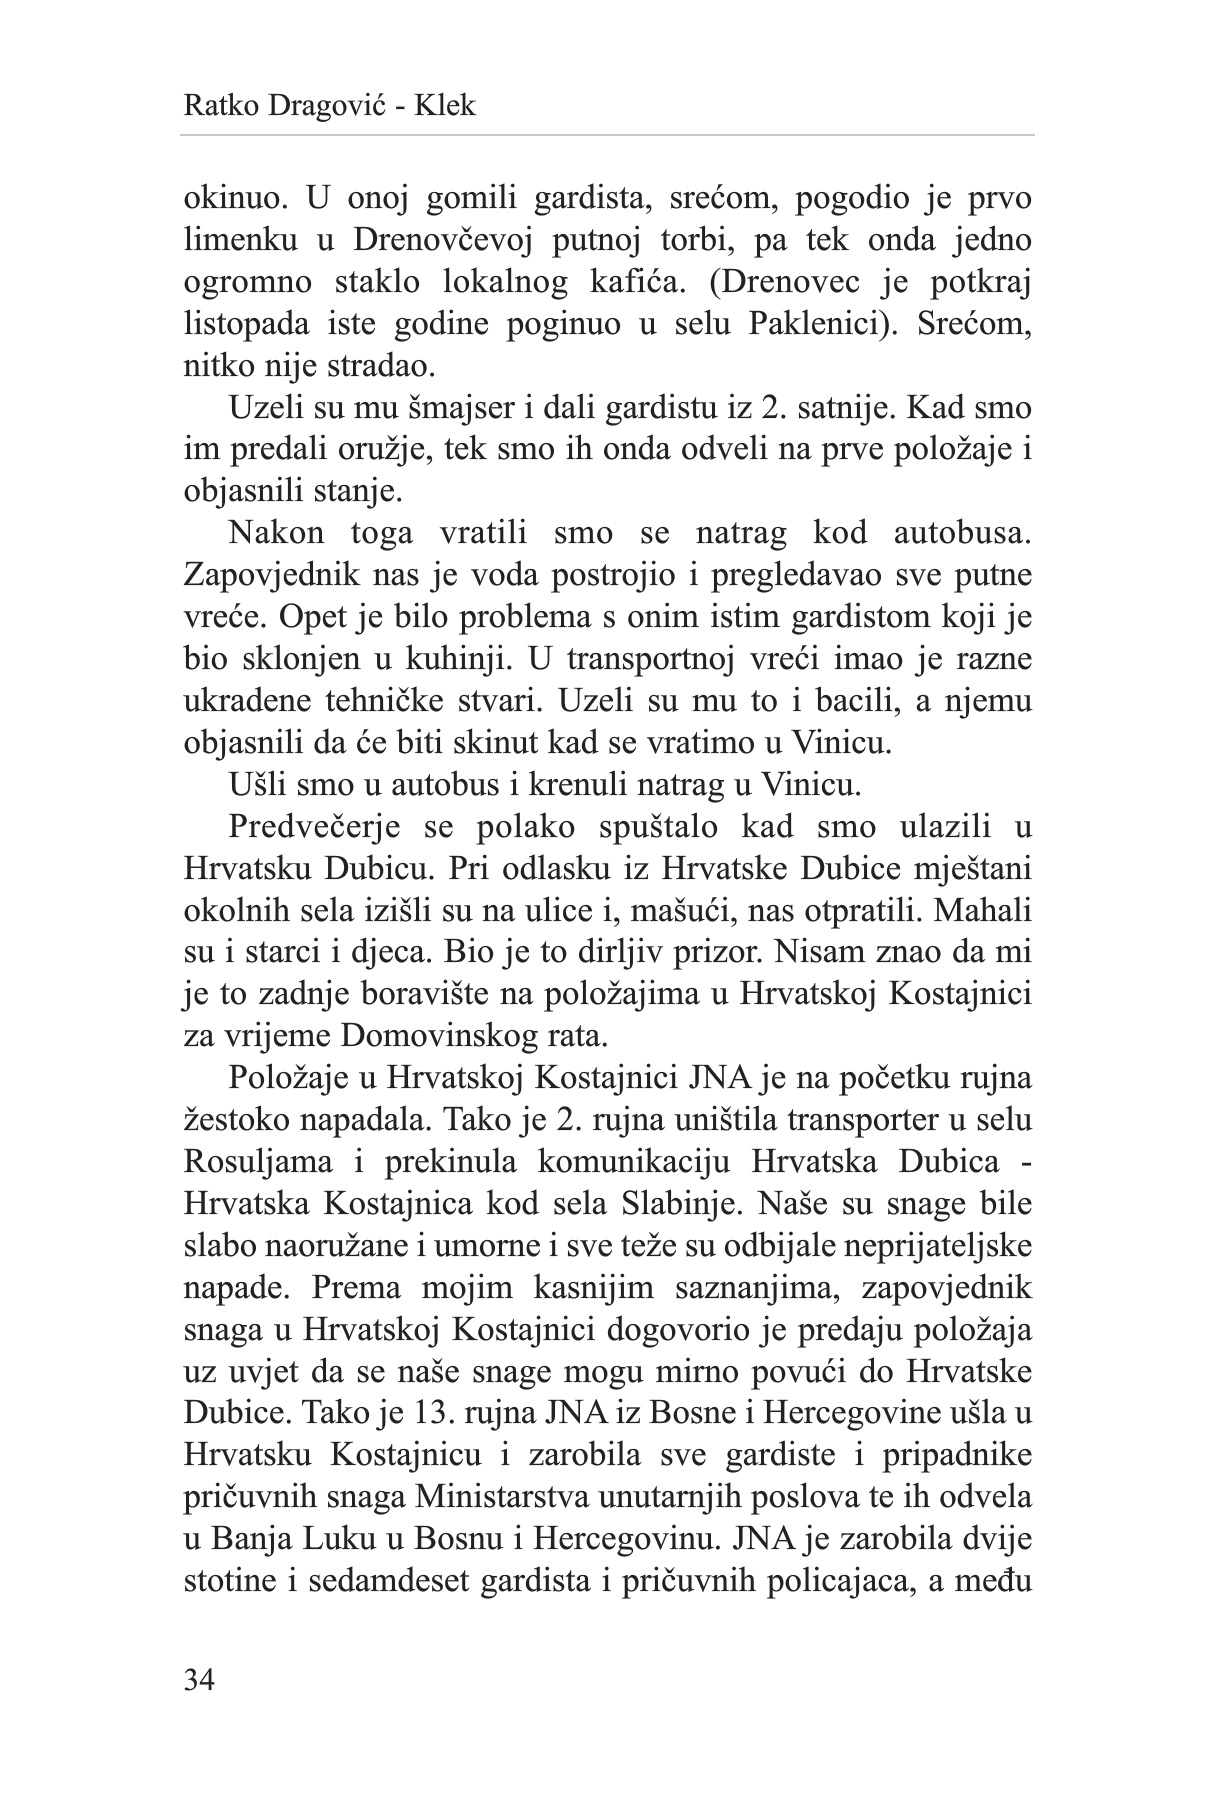 Ratko Dragović - Klek
okinuo. U onoj gomili gardista, srećom, pogodio je prvo
limenku u Drenovčevoj putnoj torbi, pa tek onda jedno
ogromno staklo lokalnog kafića. (Drenovec je potkraj
listopada iste godine poginuo u selu Paklenici). Srećom,
nitko nije stradao.
Uzeli su mu šmajser i dali gardistu iz 2. satnije. Kad smo
im predali oružje, tek smo ih onda odveli na prve položaje i
objasnili stanje.
Nakon toga vratili smo se natrag kod autobusa.
Zapovjednik nas je voda postrojio i pregledavao sve putne
vreće. Opet je bilo problema s onim istim gardistom koji je
bio sklonjen u kuhinji. U transportnoj vreći imao je razne
ukradene tehničke stvari. Uzeli su mu to i bacili, a njemu
objasnili da će biti skinut kad se vratimo u Vinicu.
Ušli smo u autobus i krenuli natrag u Vinicu.
Predvečerje se polako spuštalo kad smo ulazili u
Hrvatsku Dubicu. Pri odlasku iz Hrvatske Dubice mještani
okolnih sela izišli su na ulice i, mašući, nas otpratili. Mahali
su i starci i djeca. Bio je to dirljiv prizor. Nisam znao da mi
je to zadnje boravište na položajima u Hrvatskoj Kostajnici
za vrijeme Domovinskog rata.
Položaje u Hrvatskoj Kostajnici JNA je na početku rujna
žestoko napadala. Tako je 2. rujna uništila transporter u selu
Rosuljama i prekinula komunikaciju Hrvatska Dubica -
Hrvatska Kostajnica kod sela Slabinje. Naše su snage bile
slabo naoružane i umorne i sve teže su odbijale neprijateljske
napade. Prema mojim kasnijim saznanjima, zapovjednik
snaga u Hrvatskoj Kostajnici dogovorio je predaju položaja
uz uvjet da se naše snage mogu mirno povući do Hrvatske
Dubice. Tako je 13. rujna JNA iz Bosne i Hercegovine ušla u
Hrvatsku Kostajnicu i zarobila sve gardiste i pripadnike
pričuvnih snaga Ministarstva unutarnjih poslova te ih odvela
u Banja Luku u Bosnu i Hercegovinu. JNA je zarobila dvije
stotine i sedamdeset gardista i pričuvnih policajaca, a među
34